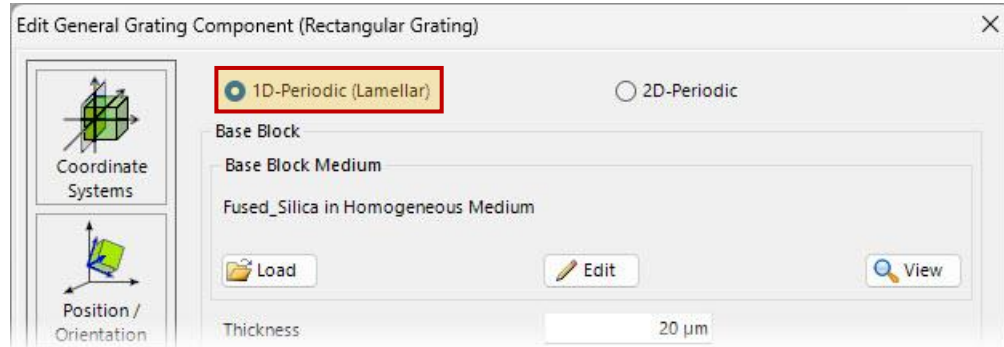 Edit General Grating Component (Rectangular Grating)
1D-Periodic (Lamellar)
2D-Periodic
Base Block
Base Block Medium
Coordinate
Systems
Fused_Silica in Homogeneous Medium
Load
Edit
View
Position /
Orientation
Thickness
20 µm